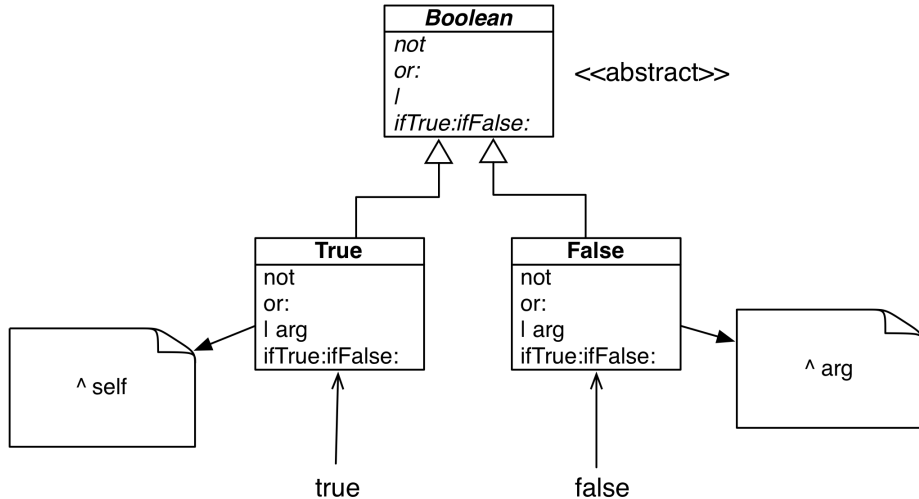 Boolean
not
or:
|
ifTrue:ifFalse:
<<abstract>>
True
not
or:
| arg
ifTrue:ifFalse:
False
not
or:
| arg
ifTrue:ifFalse:
^ self
^ arg
true
false